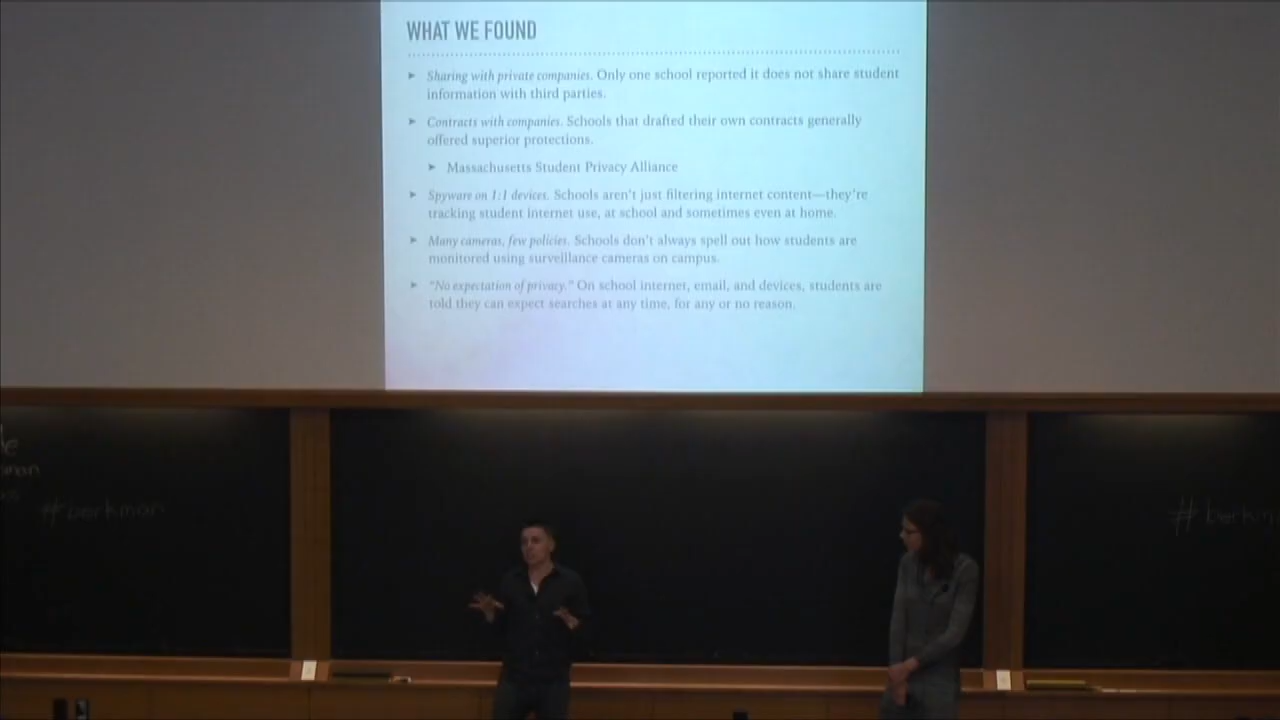 WHAT WE FOUND
➤ Sharing with private companies. Only one school reported it does not share student
information with third parties.
➤ Contracts with companies. Schools that drafted their own contracts generally
offered superior protections.
➤ Massachusetts Student Privacy Alliance
➤ Spyware on 1:1 devices. Schools aren't just filtering internet content—they're
tracking student internet use, at school and sometimes even at home.
➤ Many cameras, few policies. Schools don't always spell out how students are
monitored using surveillance cameras on campus.
➤ "No expectation of privacy." On school internet, email, and devices, students are
told they can expect searches at any time, for any or no reason.
#berkman
# berkm